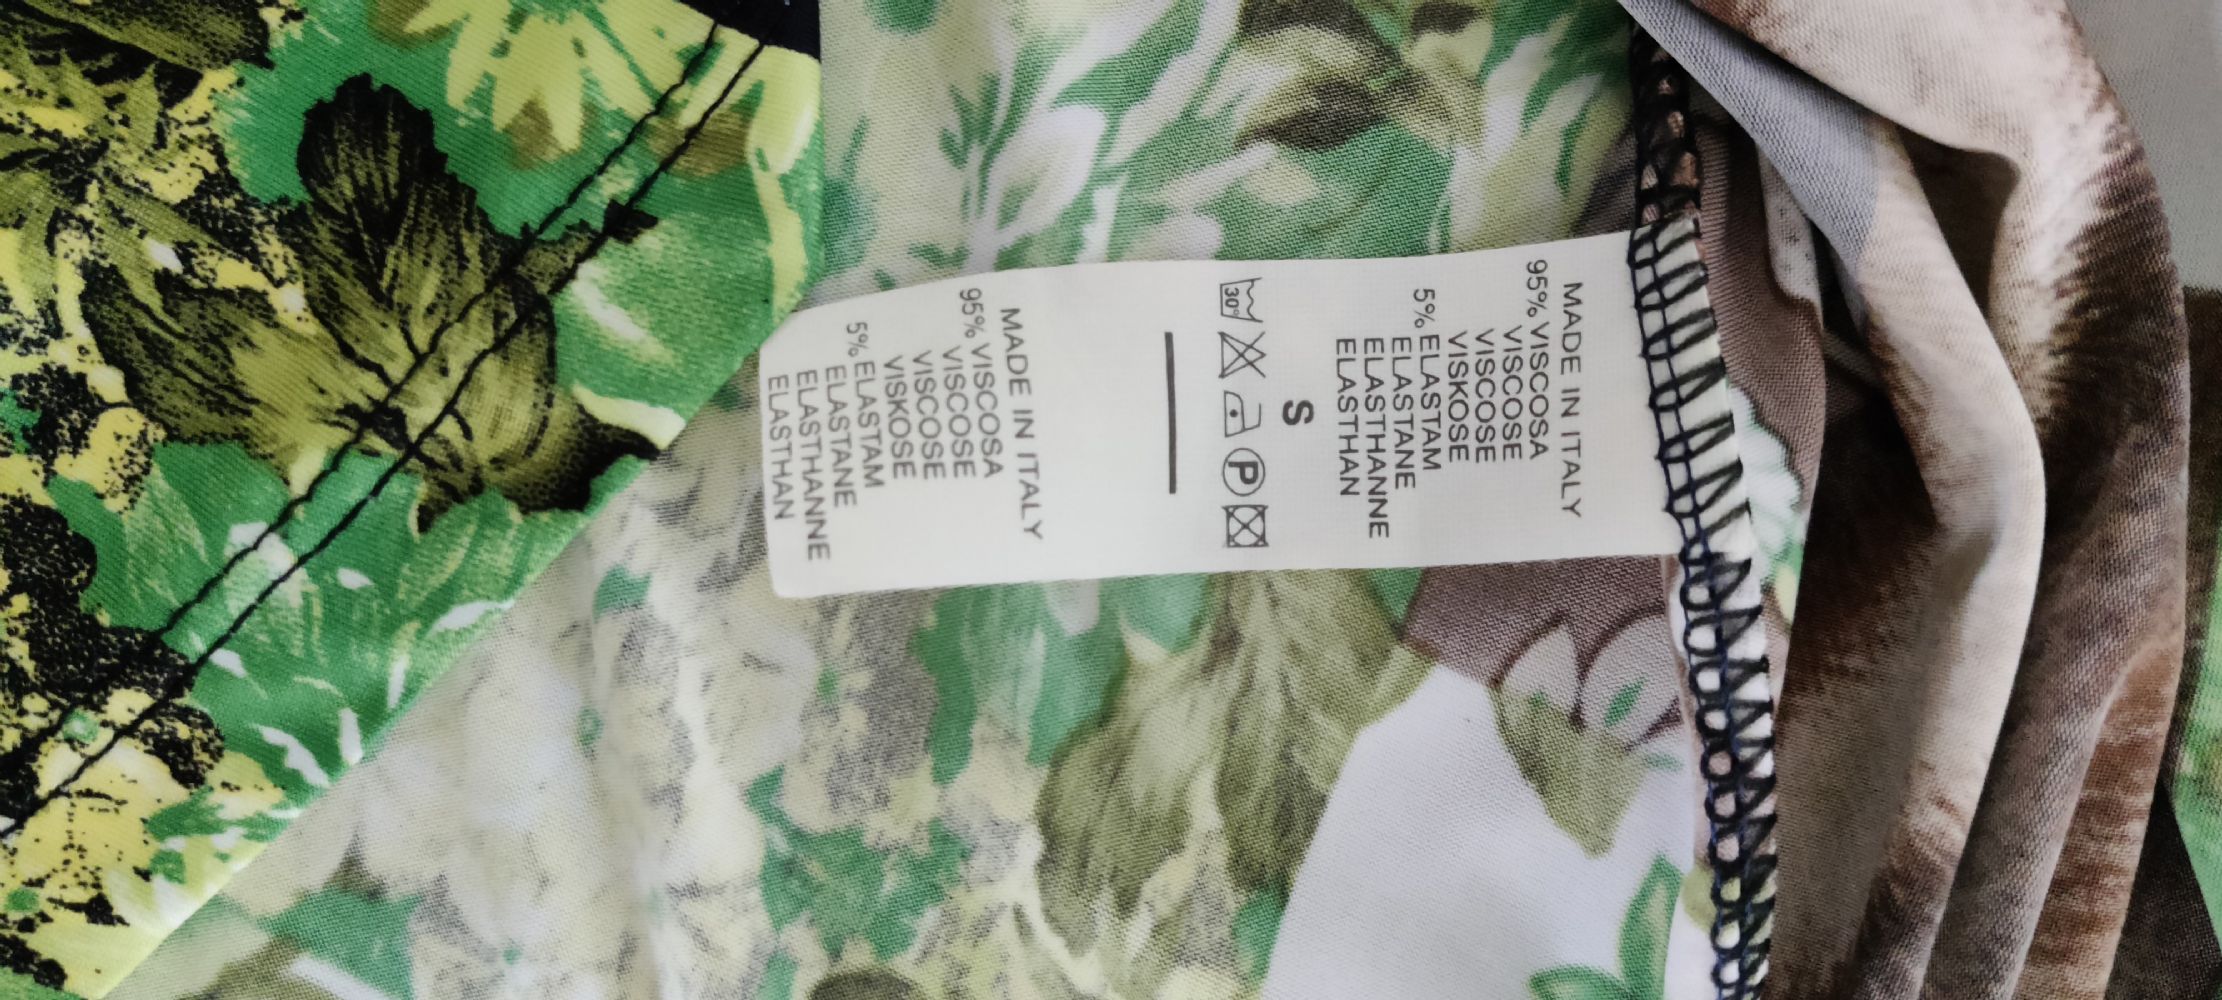 MADE IN ITALY
95% VISCOSA
VISCOSE
VISCOSE
VISKOSE
5% ELASTAM
ELASTANE
ELASTHANNE
ELASTHAN
S
30°
P
MADE IN ITALY
95% VISCOSA
VISCOSE
VISCOSE
VISKOSE
5% ELASTAM
ELASTANE
ELASTHANNE
ELASTHAN